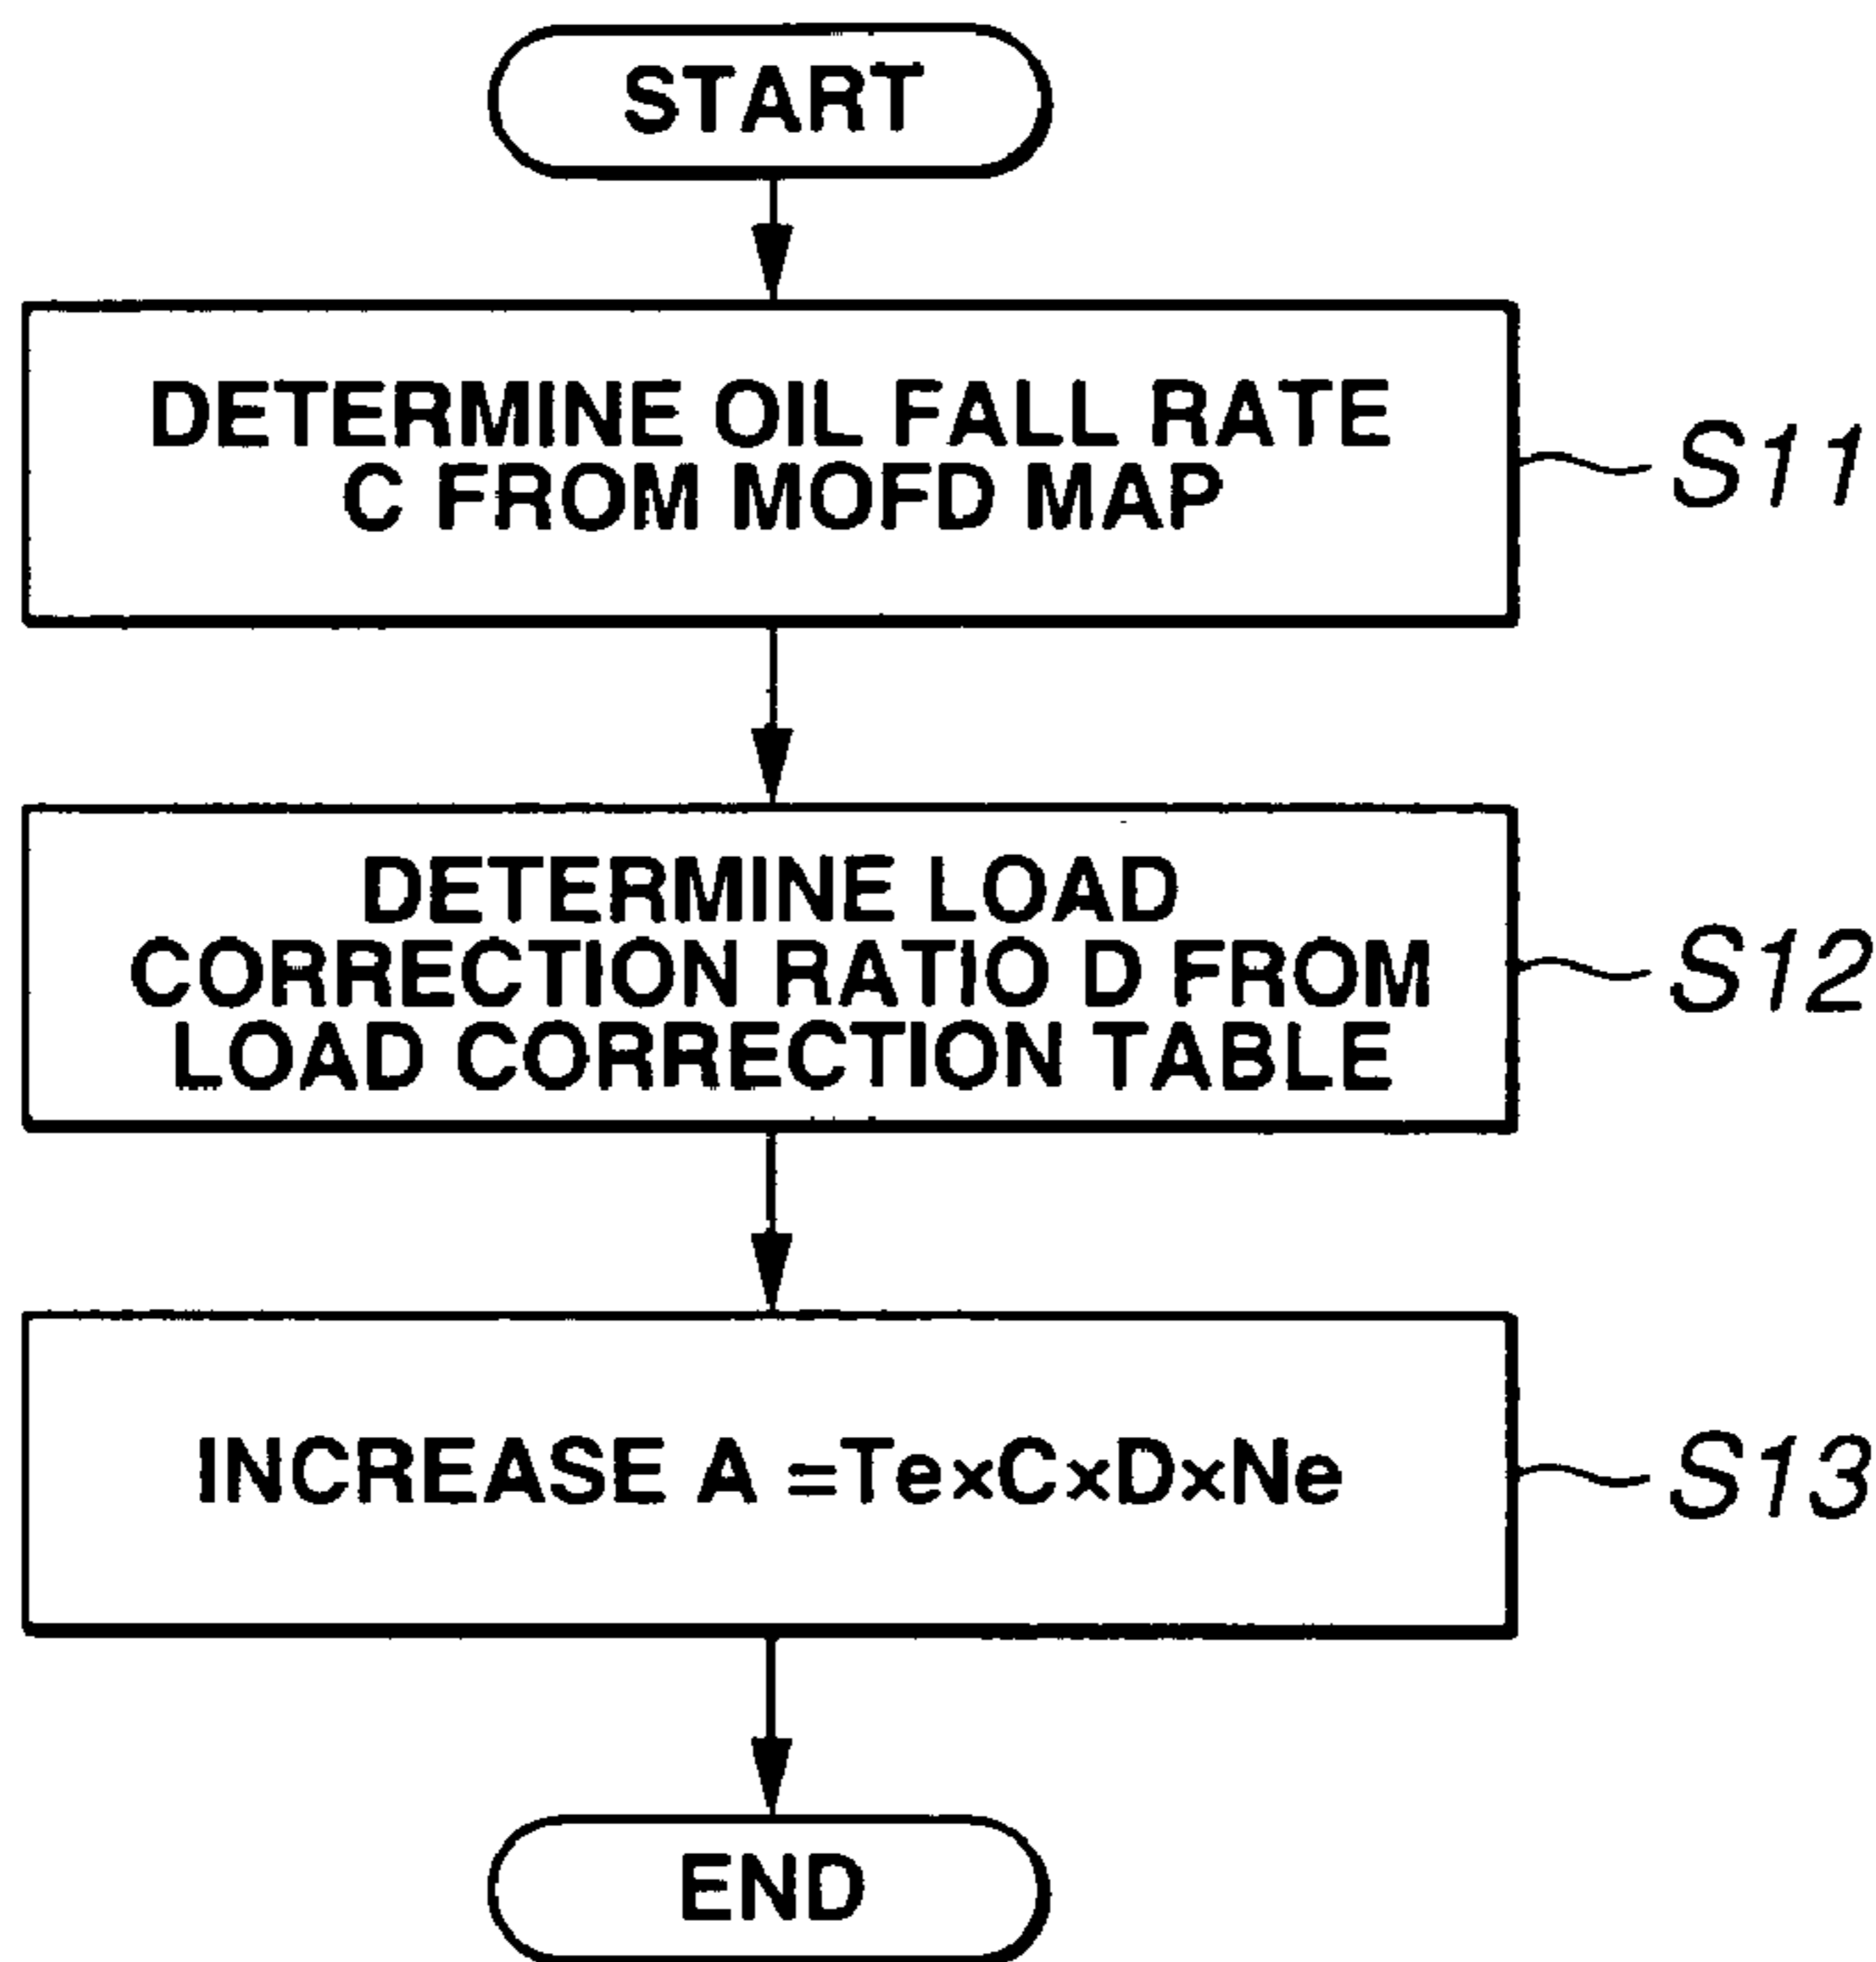 START
DETERMINE OIL FALL RATE
C FROM MOFD MAP
S11
DETERMINE LOAD
CORRECTION RATIO D FROM
LOAD CORRECTION TABLE
S12
INCREASE A =Te×C×D×Ne
S13
END